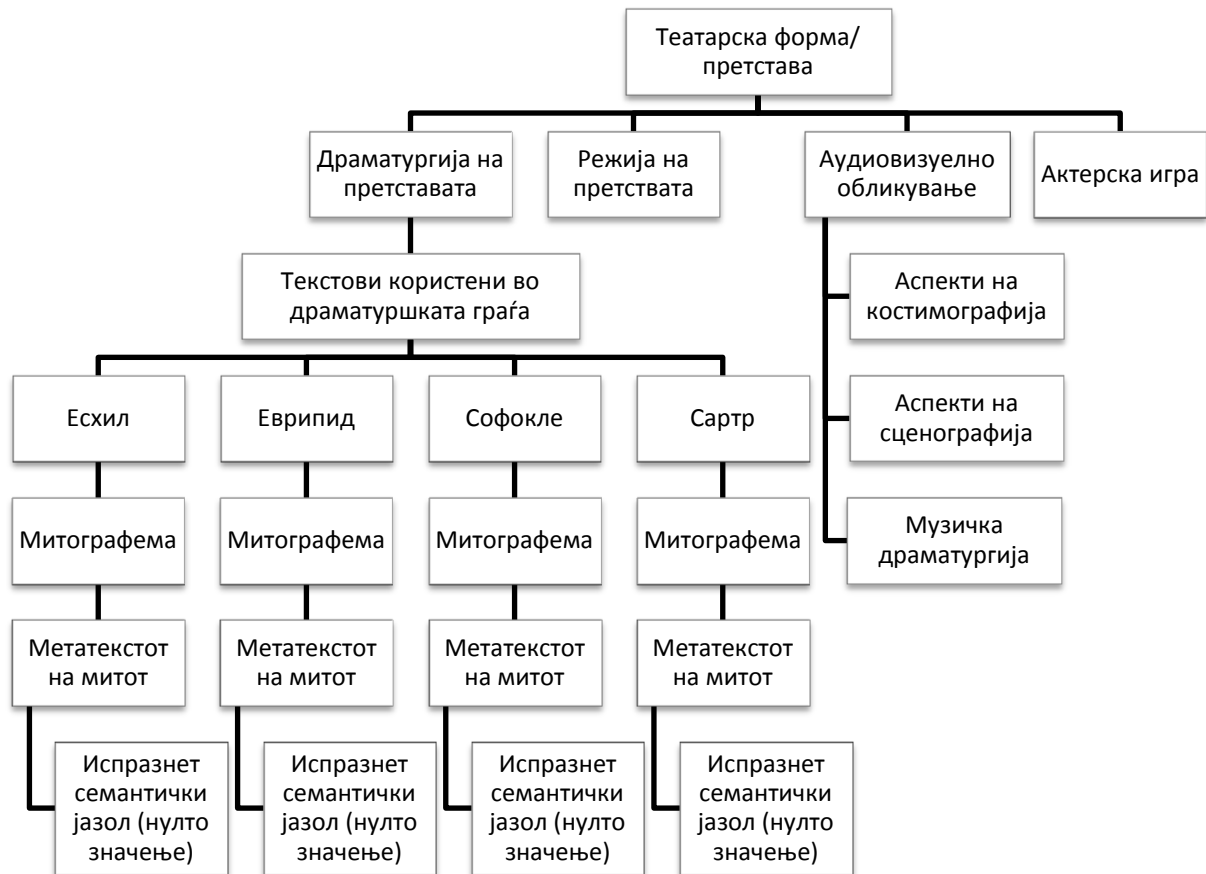 Театарска форма/
претстава
Драматургија на
претставата
Режија на
претствата
Аудиовизуелно
обликување
Актерска игра
Текстови користени во
драматуршката граѓа
Аспекти на
костимографија
Есхил
Еврипид
Софокле
Сартр
Аспекти на
сценографија
Митографема
Митографема
Митографема
Митографема
Музичка
драматургија
Метатекстот
на митот
Метатекстот
на митот
Метатекстот
на митот
Метатекстот
на митот
Испразнет
семантички
јазол (нулто
значење)
Испразнет
семантички
јазол (нулто
значење)
Испразнет
семантички
јазол (нулто
значење)
Испразнет
семантички
јазол (нулто
значење)